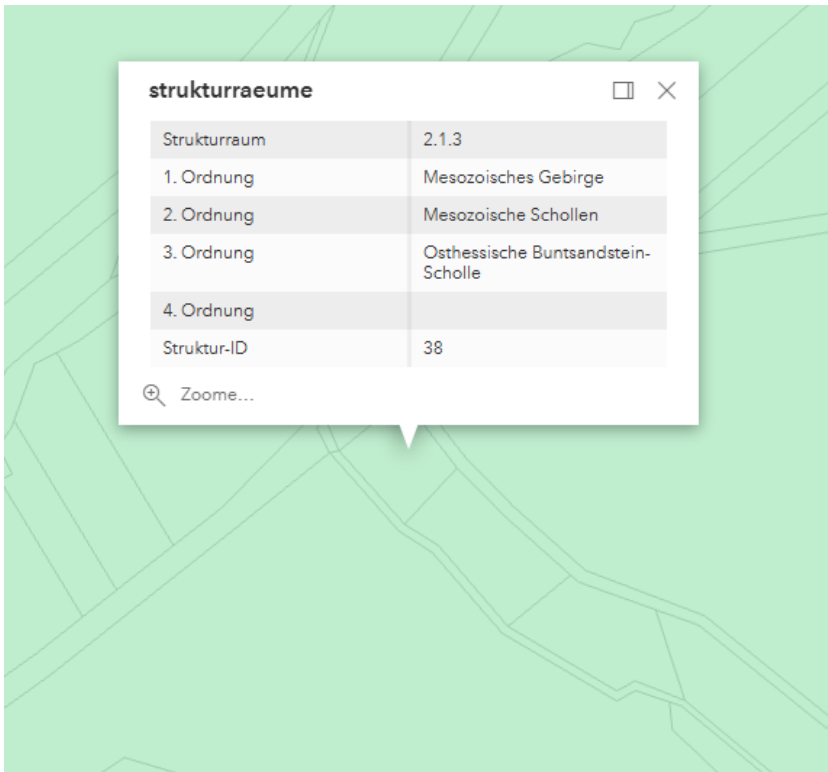 strukturraeume
Strukturraum 2.1.3
1. Ordnung Mesozoisches Gebirge
2. Ordnung Mesozoische Schollen
3. Ordnung Osthessische Buntsandstein-
Scholle
4. Ordnung
Struktur-ID 38
Zoome...